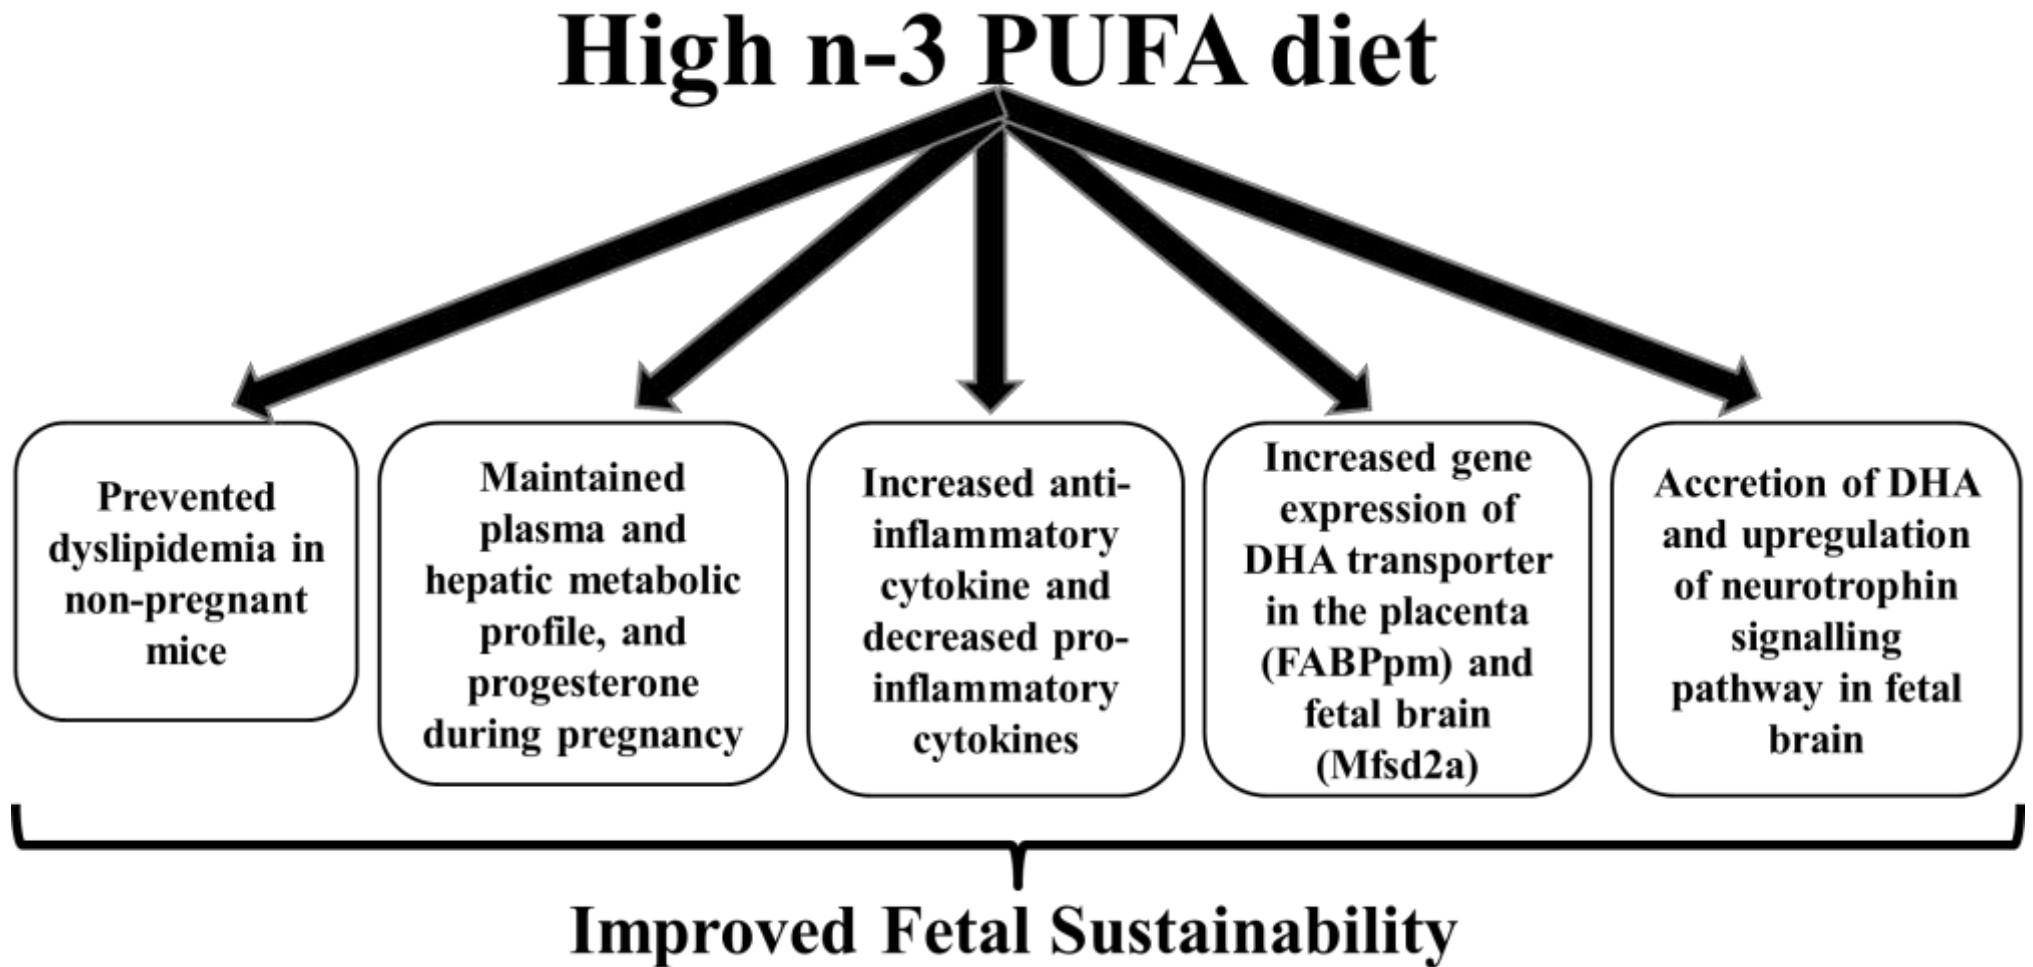 High n-3 PUFA diet
Prevented
dyslipidemia in
non-pregnant
mice
Maintained
plasma and
hepatic metabolic
profile, and
progesterone
during pregnancy
Increased anti-
inflammatory
cytokine and
decreased pro-
inflammatory
cytokines
Increased gene
expression of
DHA transporter
in the placenta
(FABPpm) and
fetal brain
(Mfsd2a)
Accretion of DHA
and upregulation
of neurotrophin
signalling
pathway in fetal
brain
Improved Fetal Sustainability